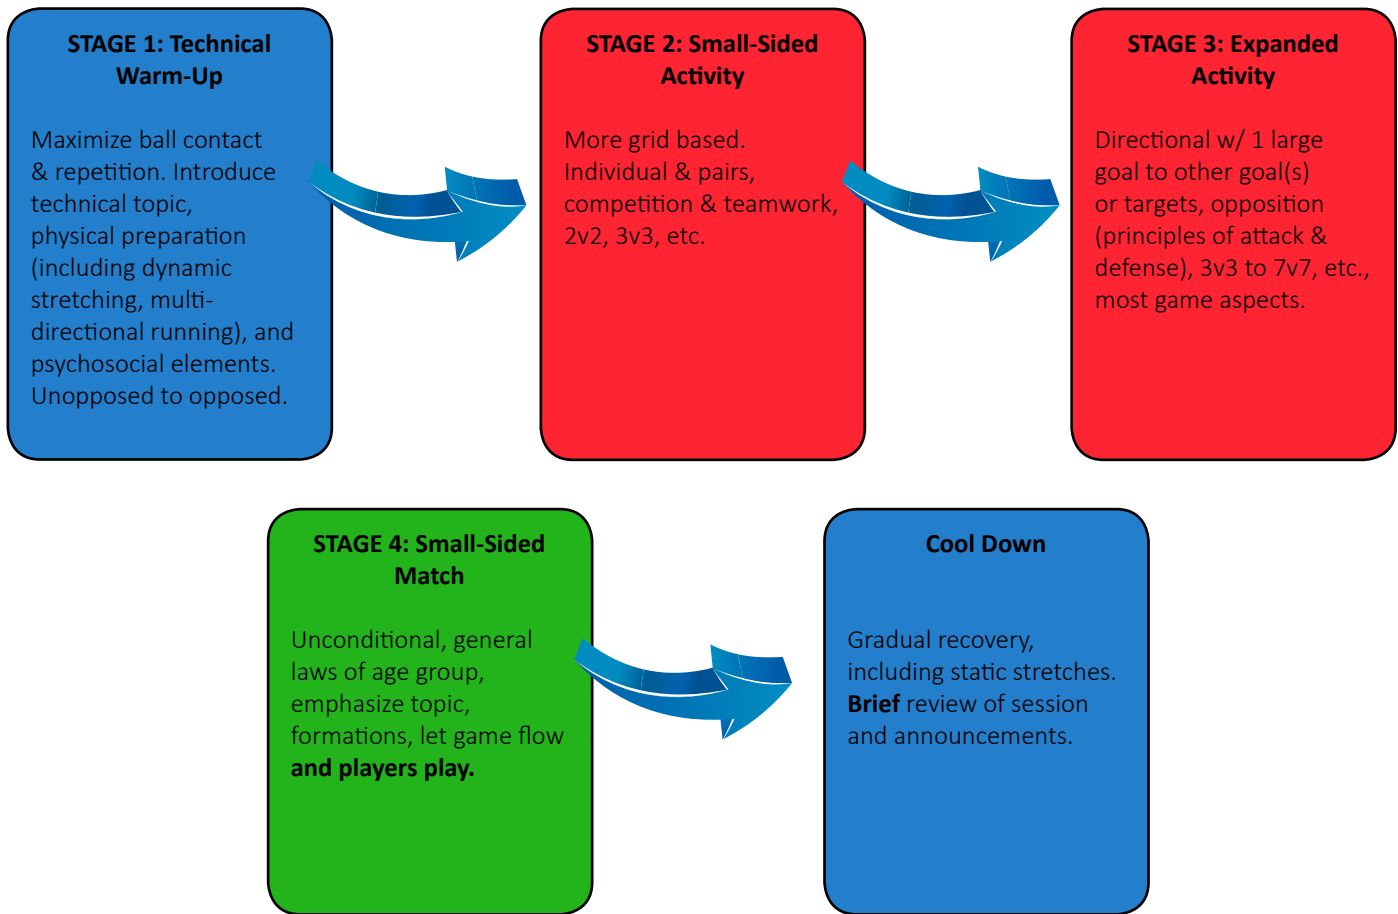 STAGE 1: Technical
Warm-Up
Maximize ball contact
& repetition. Introduce
technical topic,
physical preparation
(including dynamic
stretching, multi-
directional running), and
psychosocial elements.
Unopposed to opposed.
STAGE 2: Small-Sided
Activity
More grid based.
Individual & pairs,
competition & teamwork,
2v2, 3v3, etc.
STAGE 3: Expanded
Activity
Directional w/ 1 large
goal to other goal(s)
or targets, opposition
(principles of attack &
defense), 3v3 to 7v7, etc.,
most game aspects.
STAGE 4: Small-Sided
Match
Unconditional, general
laws of age group,
emphasize topic,
formations, let game flow
and players play.
Cool Down
Gradual recovery,
including static stretches.
Brief review of session
and announcements.